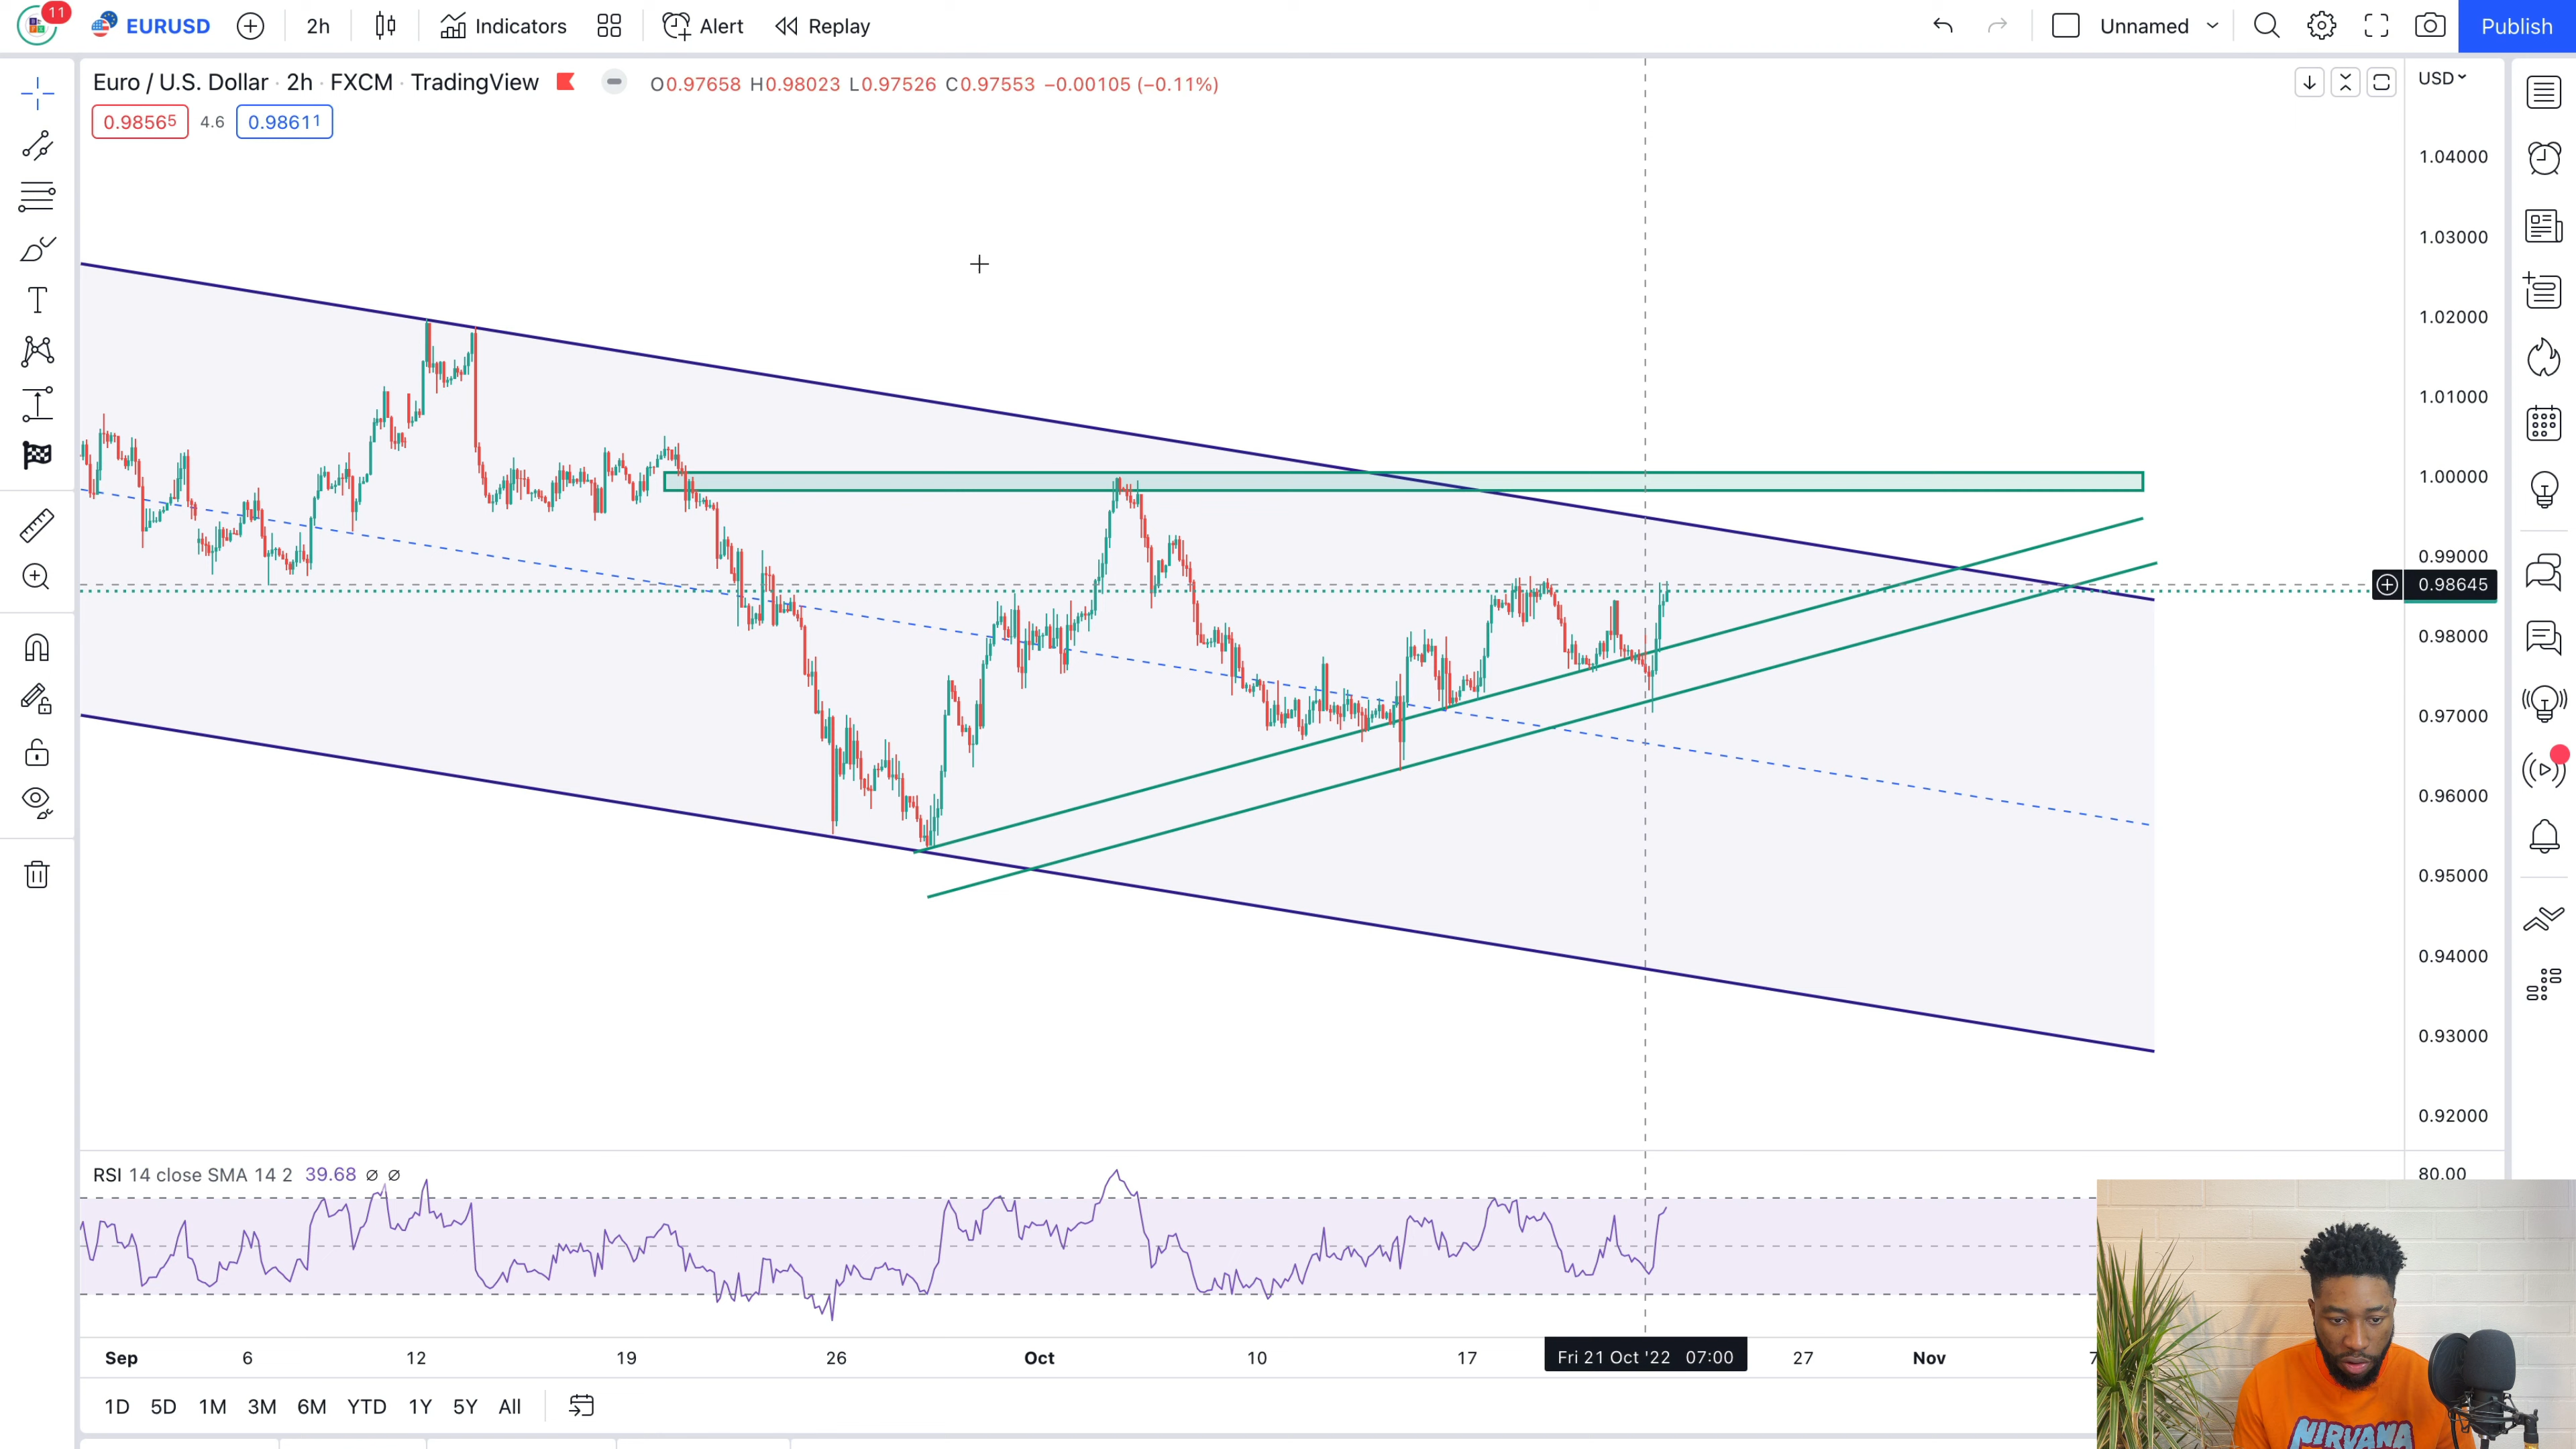 11 EURUSD 2h Indicators Alert Replay Unnamed Publish
Euro / U.S. Dollar · 2h · FXCM · TradingView O0.97658 H0.98023 L0.97526 C0.97553 −0.00105 (−0.11%) USD
0.98565 4.6 0.98611
1.04000
1.03000
1.02000
1.01000
1.00000
0.99000
0.98645
0.98000
0.97000
0.96000
0.95000
0.94000
0.93000
0.92000
RSI 14 close SMA 14 2 39.68 ∅ ∅ 80.00
Sep 6 12 19 26 Oct 10 17 Fri 21 Oct '22 07:00 27 Nov 7
1D 5D 1M 3M 6M YTD 1Y 5Y All
NIRVANA